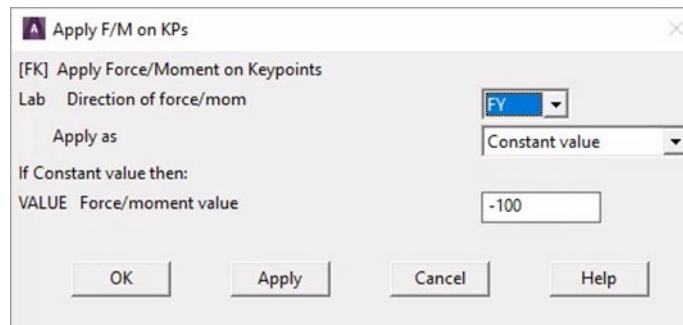 Apply F/M on KPs
[FK] Apply Force/Moment on Keypoints
Lab Direction of force/mom FY
Apply as Constant value
If Constant value then:
VALUE Force/moment value -100
OK Apply Cancel Help